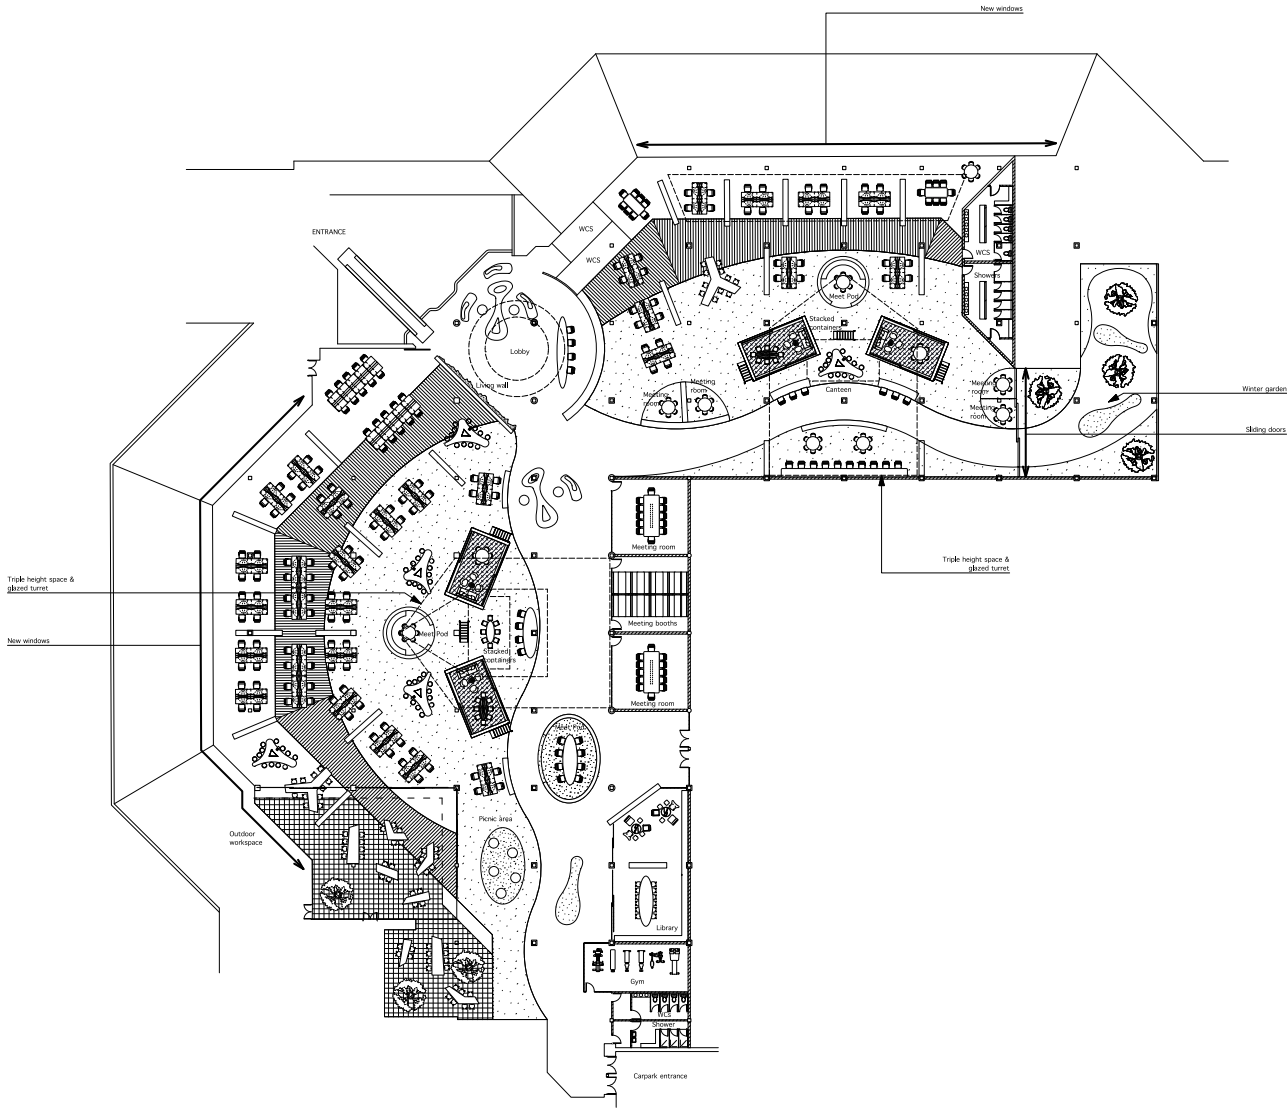 New windows
ENTRANCE
WCS
WCS
WCS
Showers
Meet Pod
Stacked
containers
Lobby
Living wall
Meeting
room
Meeting
room
Canteen
Meeting
room
Meeting
room
Winter garden
Sliding doors
Triple height space &
glazed turret
Meeting room
Triple height space &
glazed turret
Meeting booths
Meet Pod
New windows
Stacked
containers
Meeting room
Meet Pod
Picnic area
Outdoor
workspace
Library
Gym
WCS
Shower
Carpark entrance